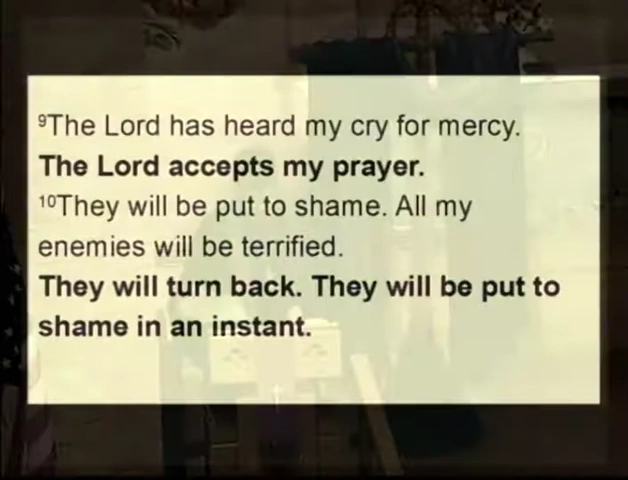 ⁹The Lord has heard my cry for mercy.
The Lord accepts my prayer.
¹⁰They will be put to shame. All my
enemies will be terrified.
They will turn back. They will be put to
shame in an instant.